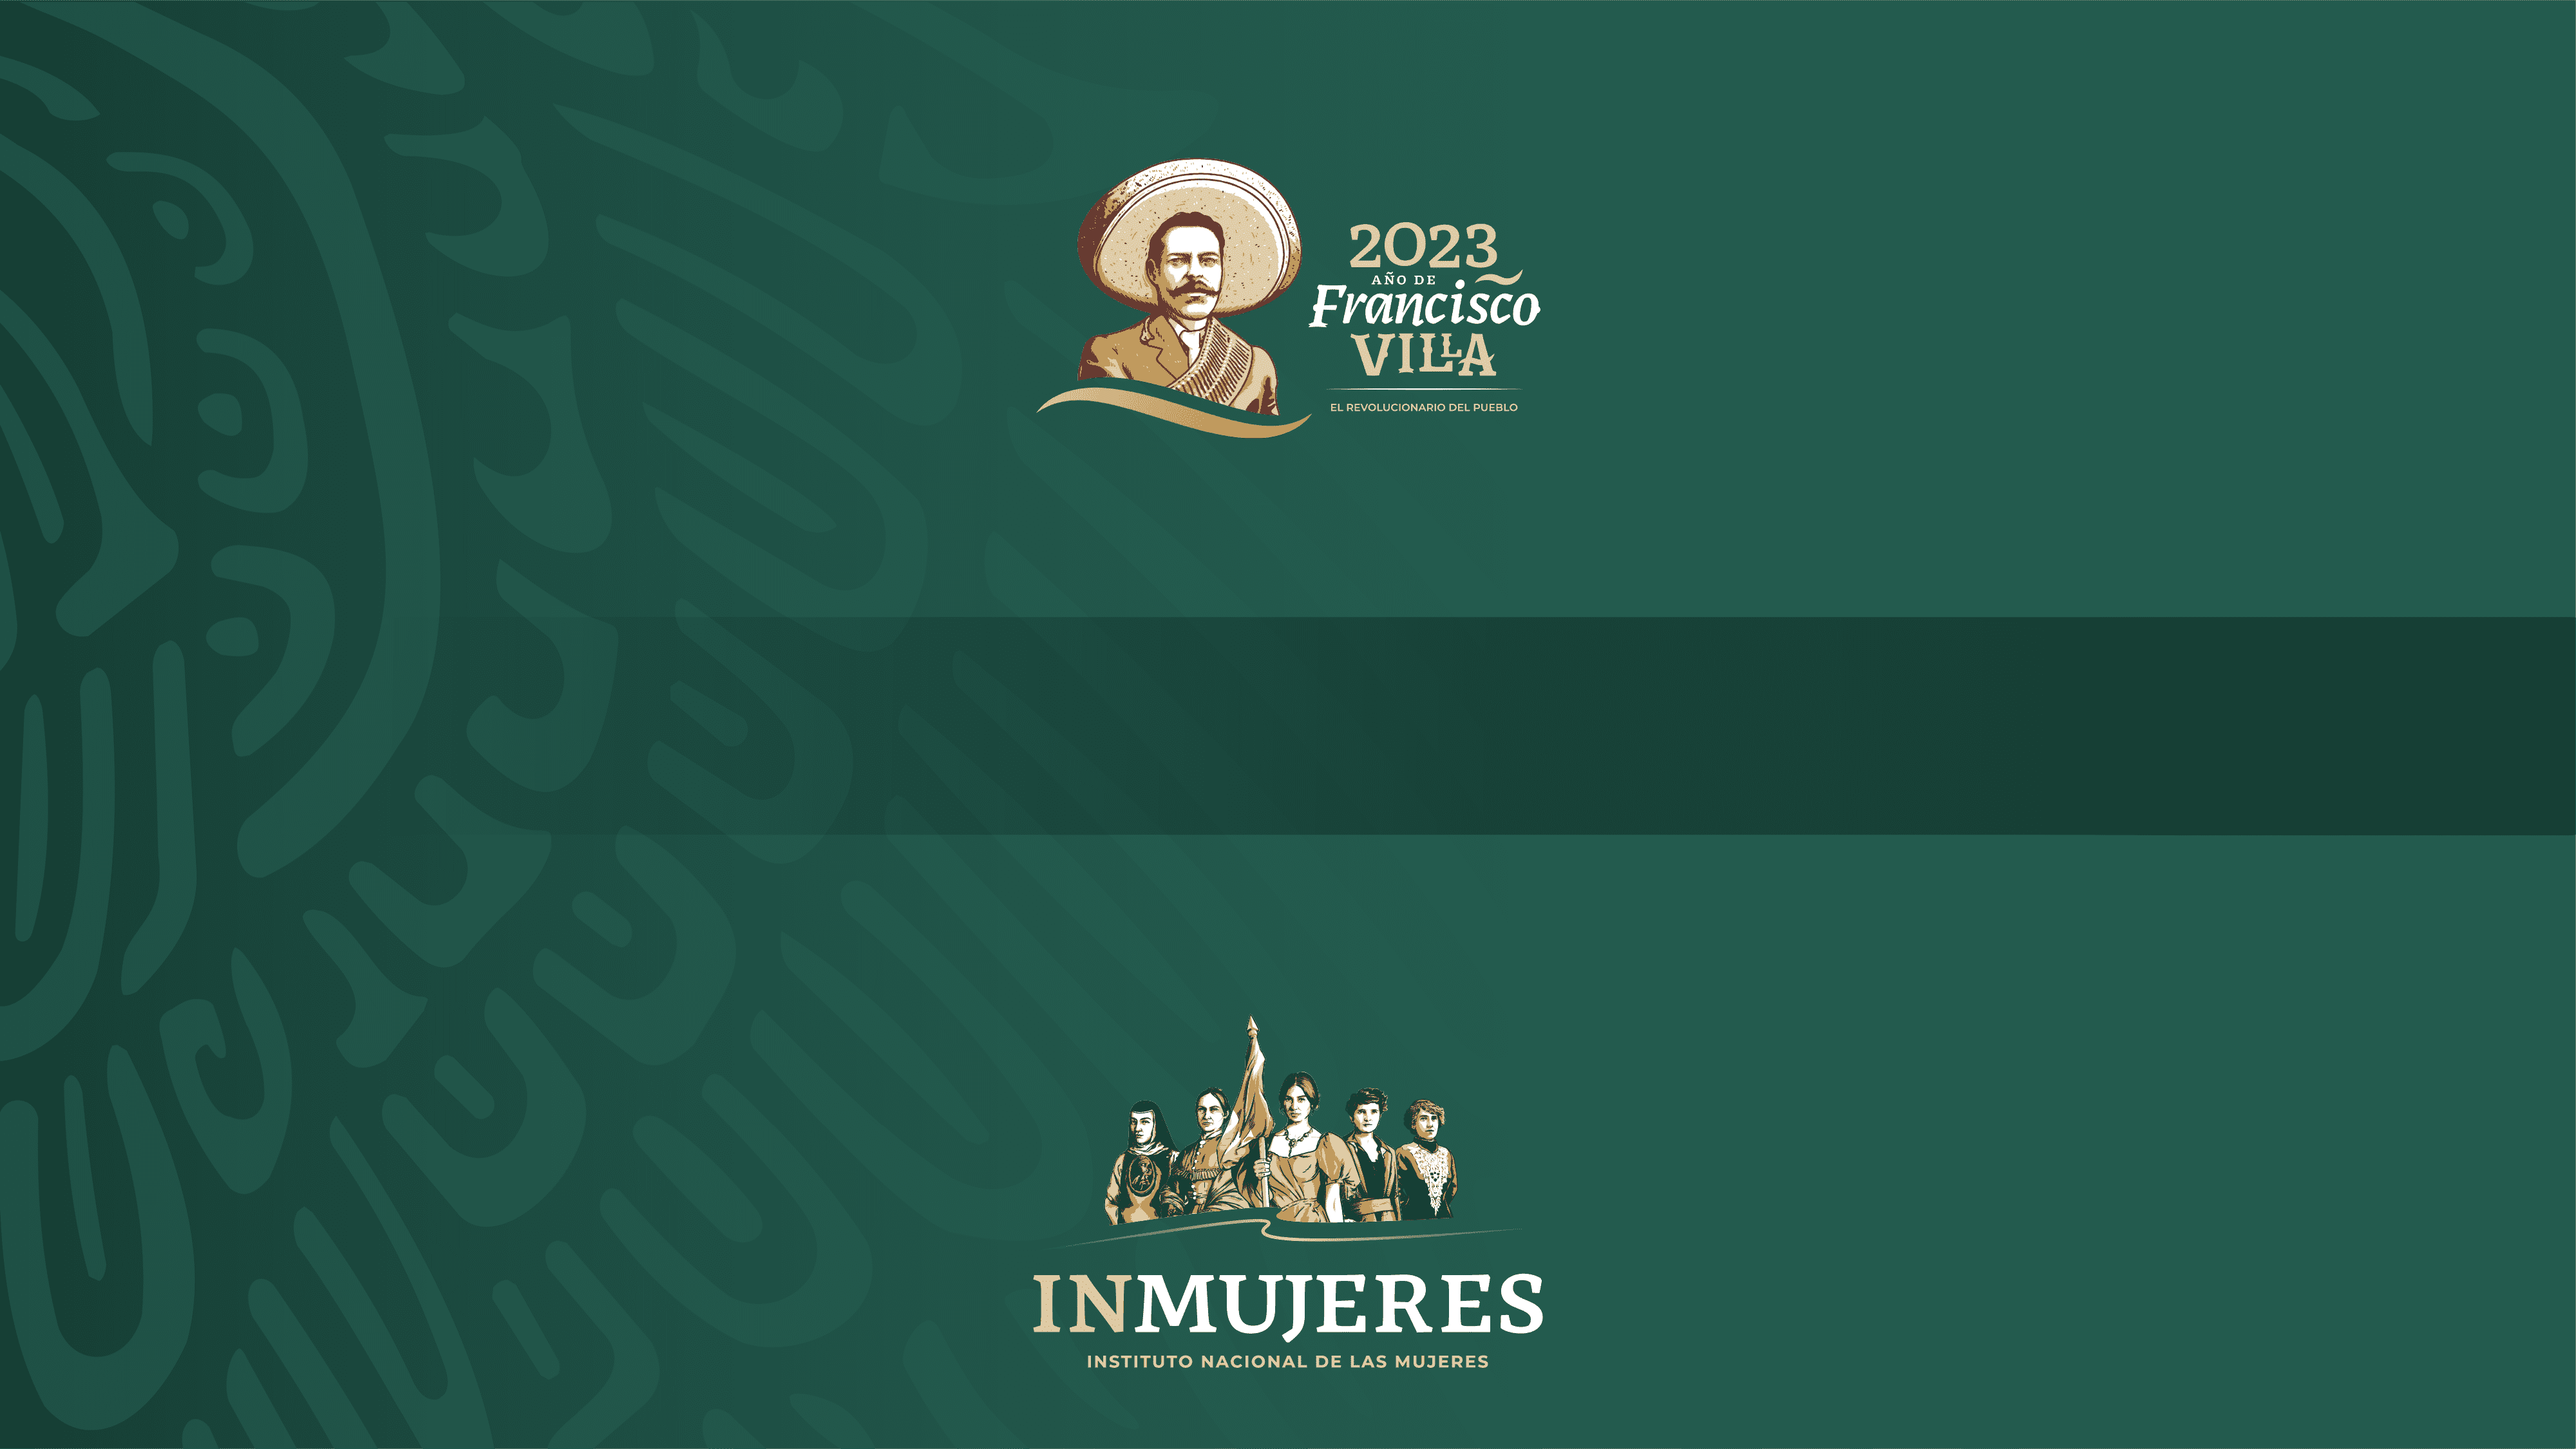 2023
AÑO DE
Francisco
VILLA
EL REVOLUCIONARIO DEL PUEBLO
INMUJERES
INSTITUTO NACIONAL DE LAS MUJERES